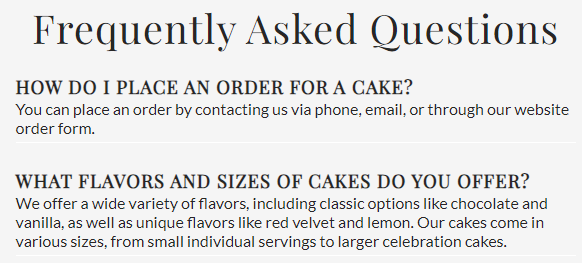 Frequently Asked Questions
HOW DO I PLACE AN ORDER FOR A CAKE?
You can place an order by contacting us via phone, email, or through our website
order form.
WHAT FLAVORS AND SIZES OF CAKES DO YOU OFFER?
We offer a wide variety of flavors, including classic options like chocolate and
vanilla, as well as unique flavors like red velvet and lemon. Our cakes come in
various sizes, from small individual servings to larger celebration cakes.